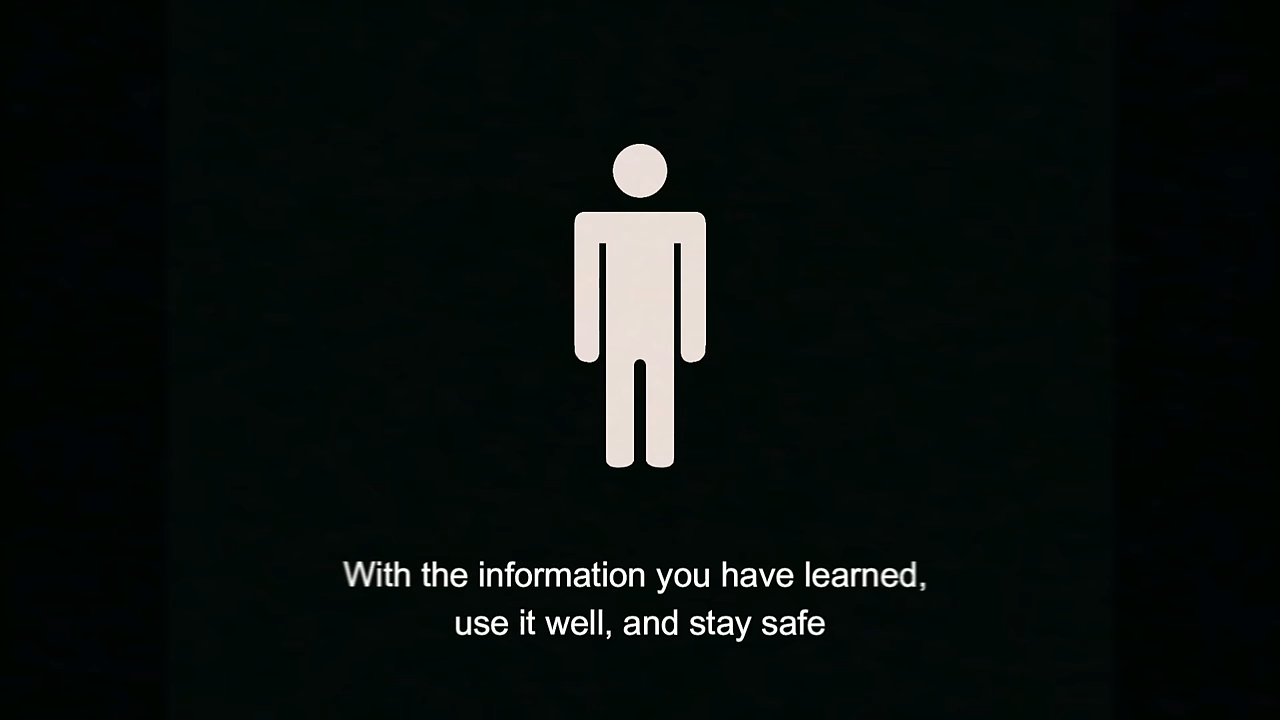 With the information you have learned,
use it well, and stay safe